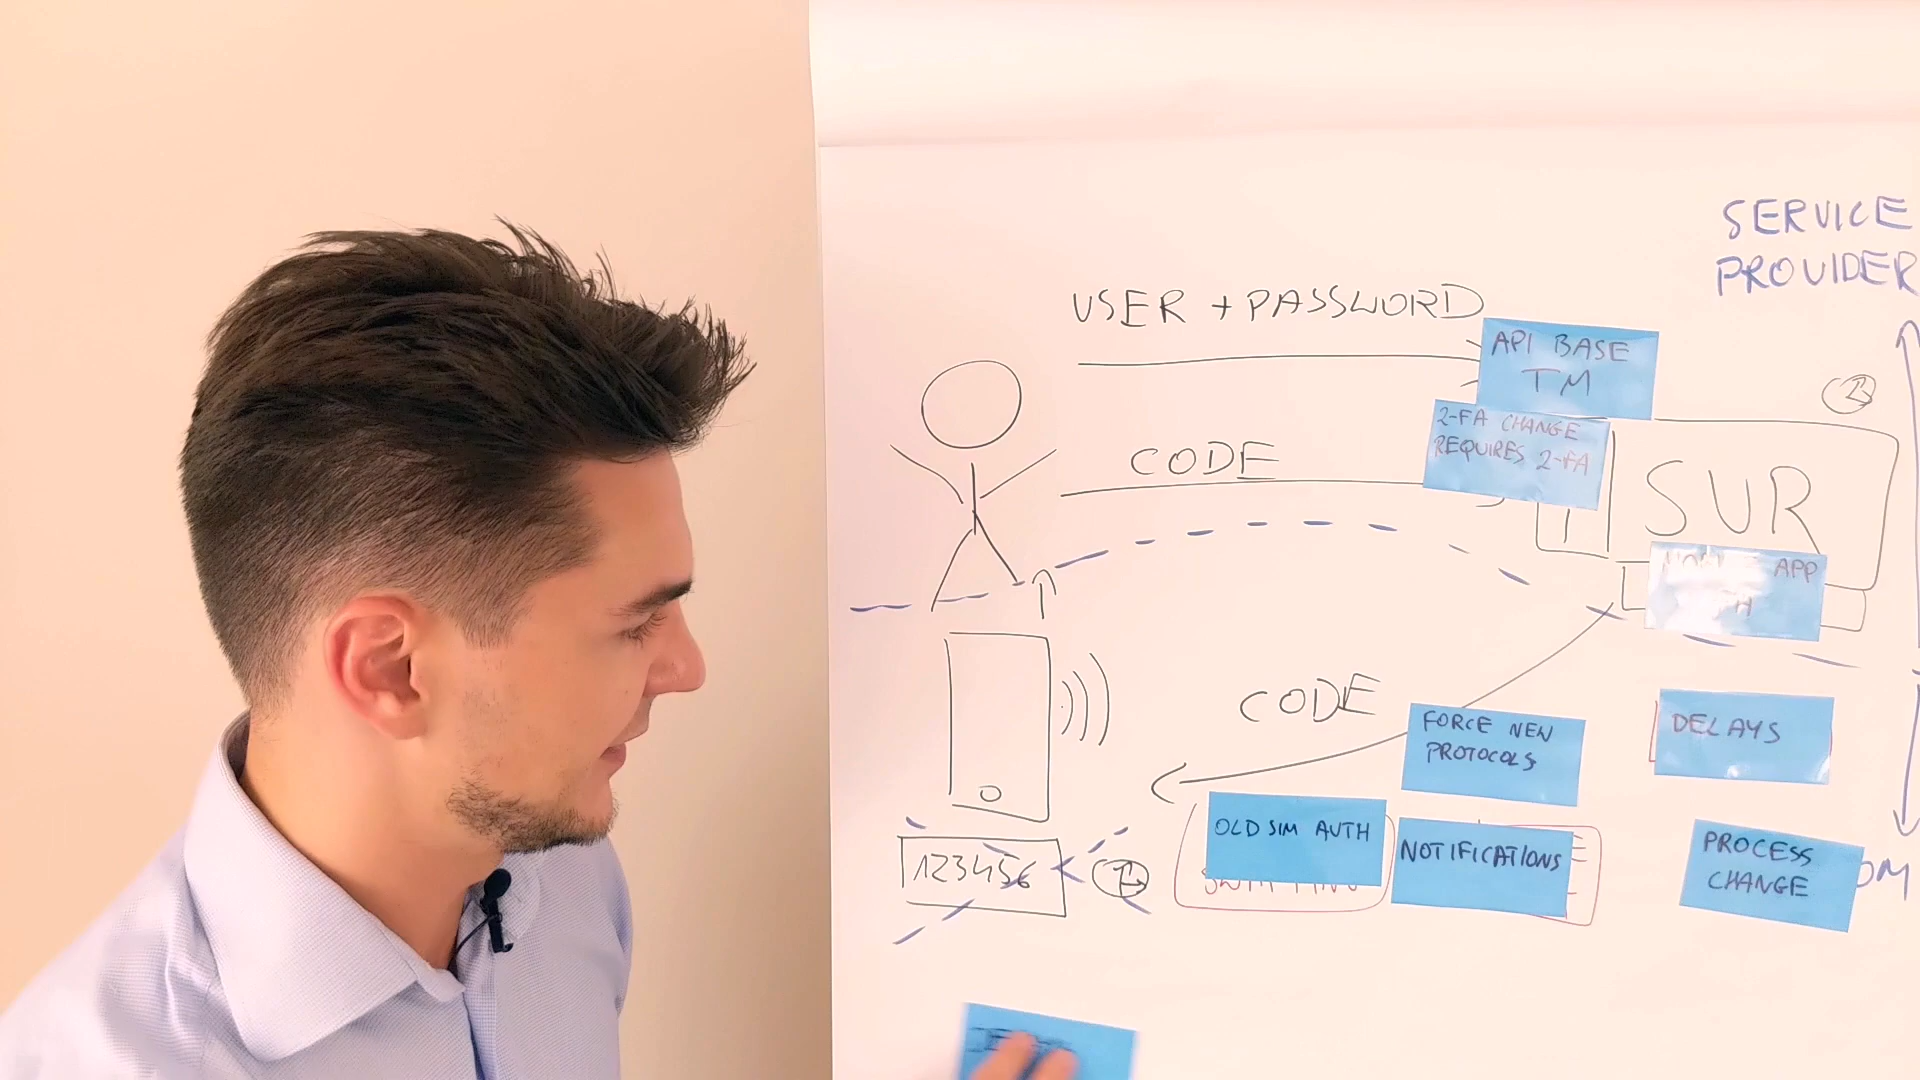 SERVICE
PROVIDER
USER + PASSWORD
API BASE
TM
2-FA CHANGE
REQUIRES 2-FA
CODE
SUR
APP
CODE
FORCE NEW
PROTOCOLS
DELAYS
OLD SIM AUTH
NOTIFICATIONS
PROCESS
CHANGE
123456